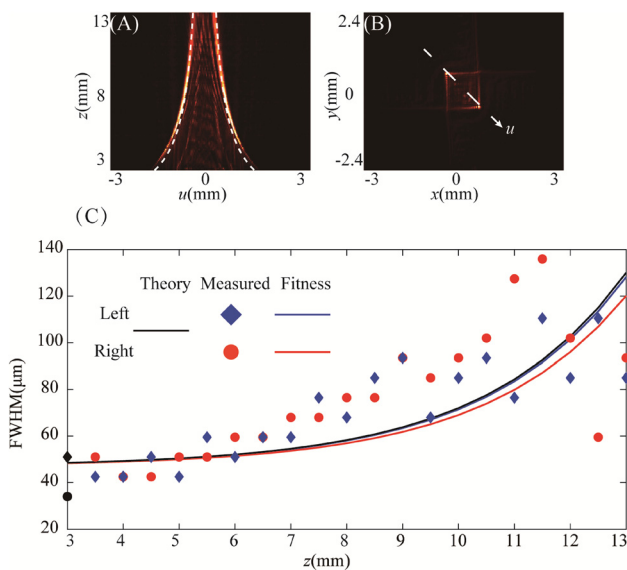 (A)
(B)
13
8
3
z(mm)
-3
0
3
u(mm)
2.4
0
-2.4
y(mm)
u
-3
0
3
x(mm)
(C)
140
120
100
80
60
40
20
FWHM(μm)
Theory Measured Fitness
Left
Right
3 4 5 6 7 8 9 10 11 12 13
z(mm)